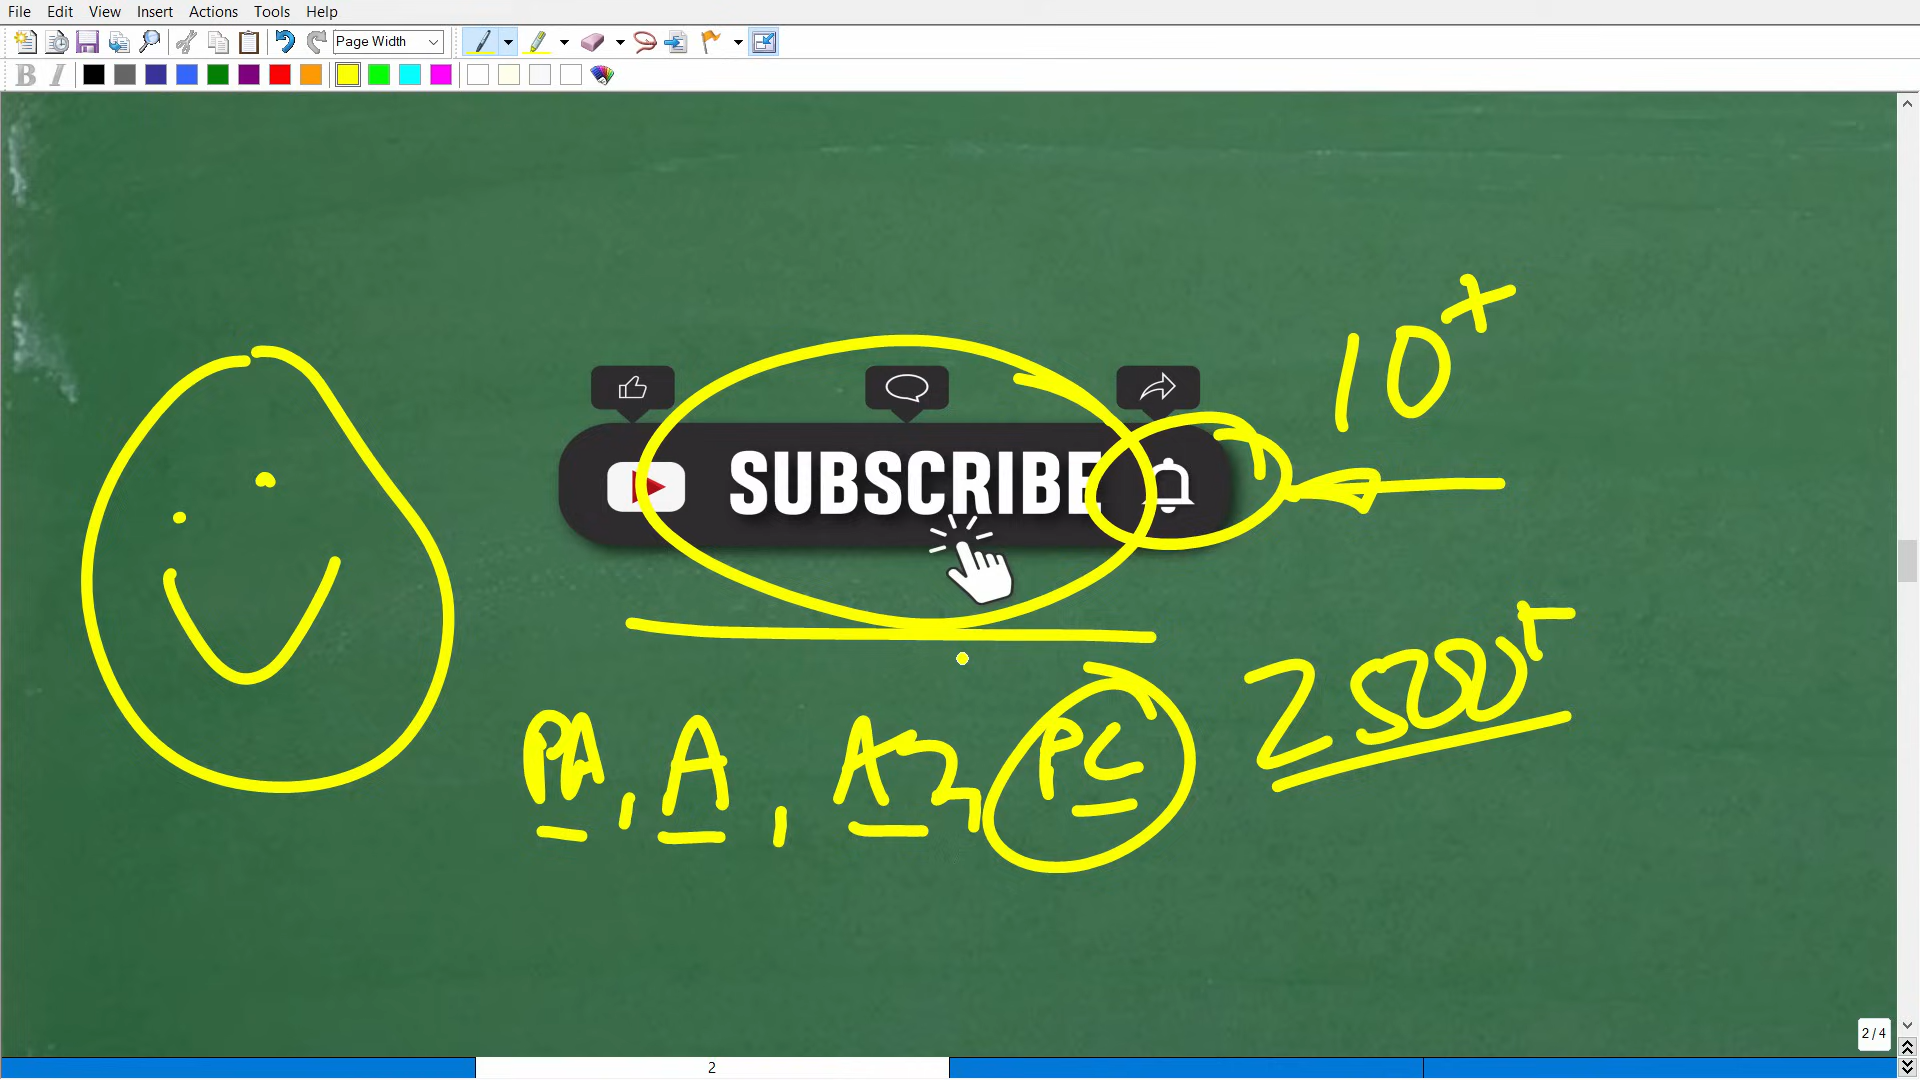 File Edit View Insert Actions Tools Help
Page Width
B I
10+
SUBSCRIBE
2500+
PA, A, A2, PC
2 / 4
2